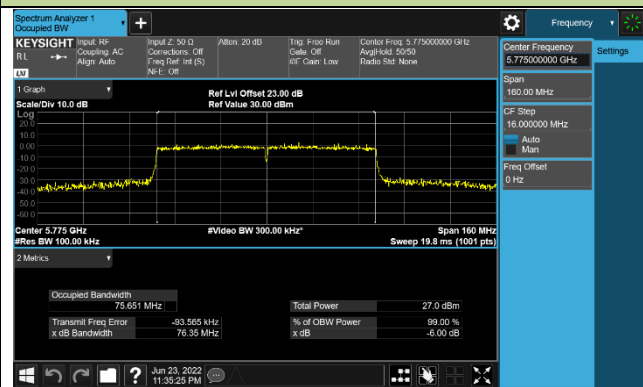 Spectrum Analyzer 1
Occupied BW
+
Frequency
KEYSIGHT
RL
LXI
Input: RF
Coupling: AC
Align: Auto
Input Z: 50 Ω
Corrections: Off
Freq Ref: Int (S)
NFE: Off
Atten: 20 dB
Trig: Free Run
Gate: Off
#IF Gain: Low
Center Freq: 5.775000000 GHz
Avg|Hold: 50/50
Radio Std: None
Center Frequency
5.775000000 GHz
Settings
Span
160.00 MHz
CF Step
16.000000 MHz
Auto
Man
Freq Offset
0 Hz
1 Graph
Scale/Div 10.0 dB
Ref Lvl Offset 23.00 dB
Ref Value 30.00 dBm
Log
20.0
10.0
0.00
-10.0
-20.0
-30.0
-40.0
-50.0
-60.0
Center 5.775 GHz
#Video BW 300.00 kHz*
Span 160 MHz
#Res BW 100.00 kHz
Sweep 19.8 ms (1001 pts)
2 Metrics
Occupied Bandwidth
75.651 MHz
Total Power 27.0 dBm
Transmit Freq Error -93.565 kHz
% of OBW Power 99.00 %
x dB Bandwidth 76.35 MHz
x dB -6.00 dB
?
Jun 23, 2022
11:35:25 PM